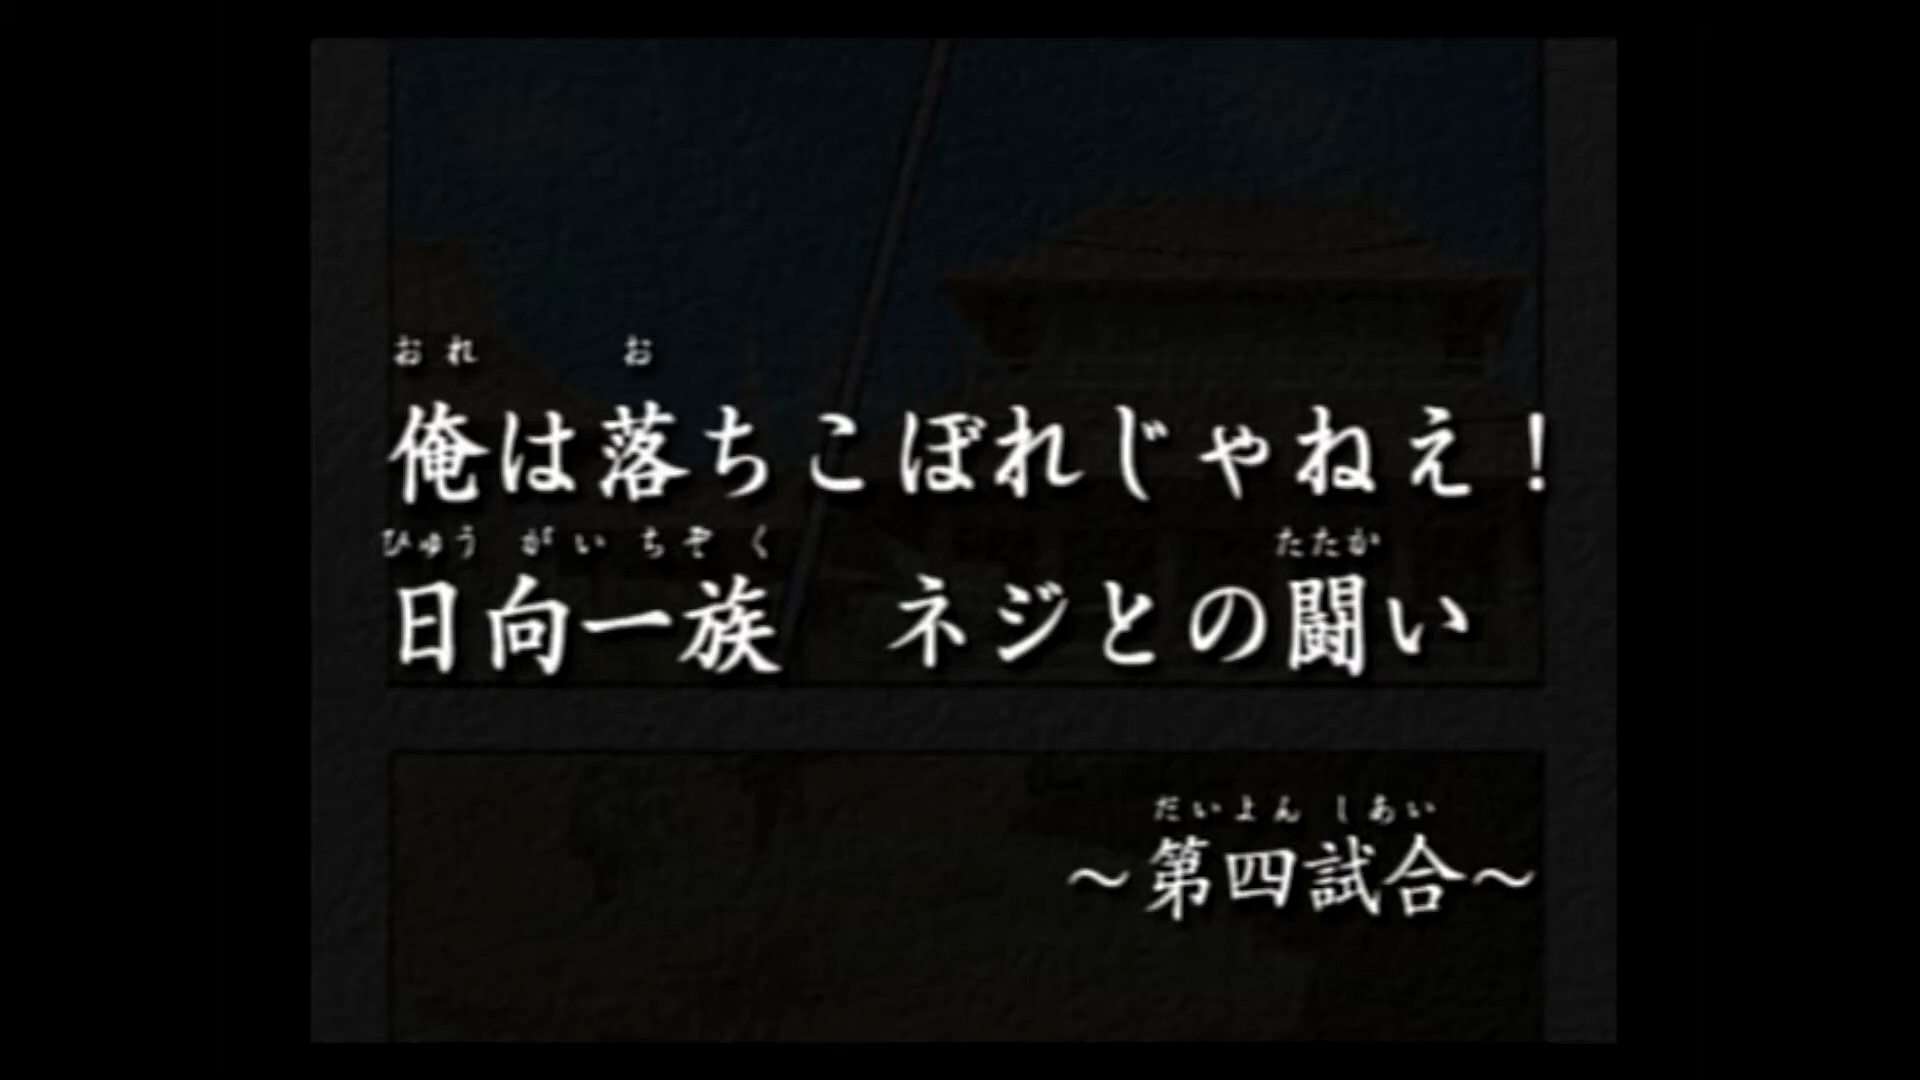 おれ お
俺は落ちこぼれじゃねえ！
ひゅうがいちぞく たたか
日向一族　ネジとの闘い
だいよんしあい
～第四試合～